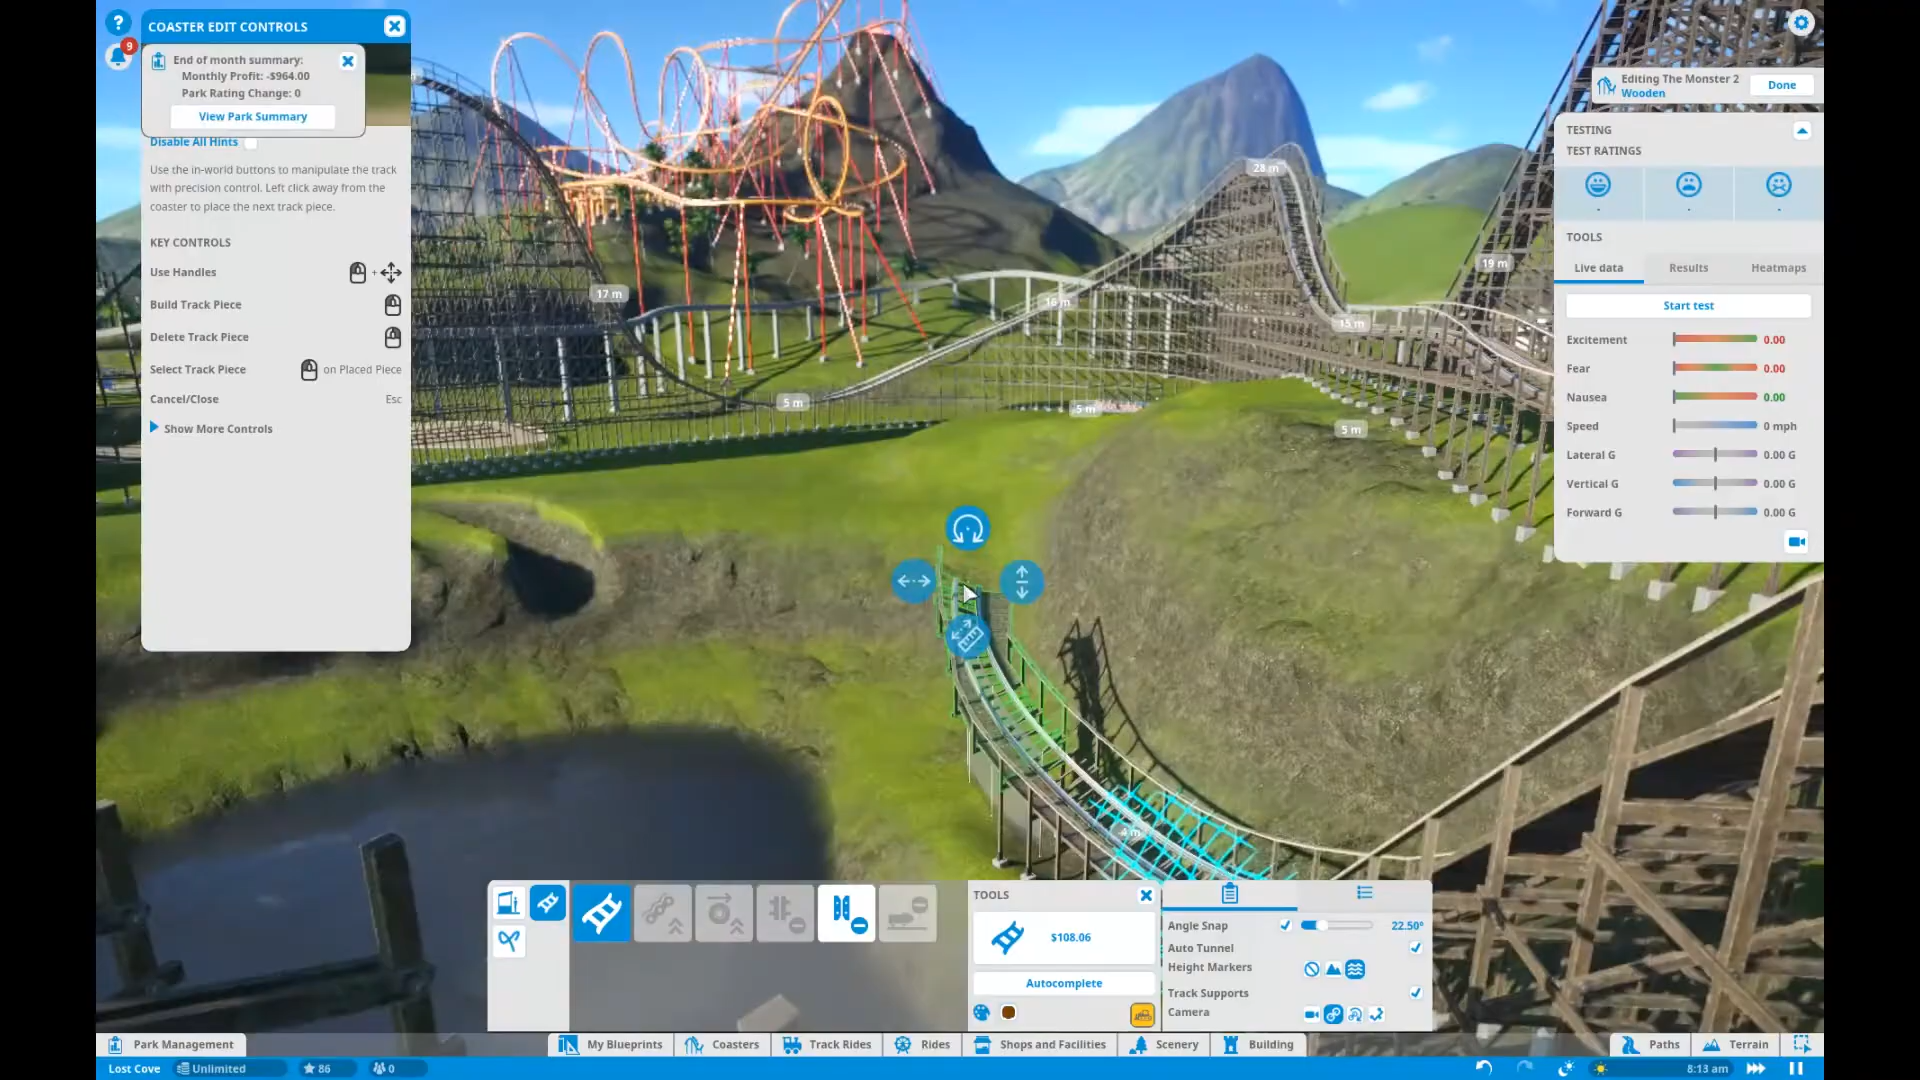 ?
COASTER EDIT CONTROLS
9
End of month summary:
Monthly Profit: -$964.00
Park Rating Change: 0
View Park Summary
Disable All Hints
Use the in-world buttons to manipulate the track
with precision control. Left click away from the
coaster to place the next track piece.
KEY CONTROLS
Use Handles
+
Build Track Piece
Delete Track Piece
Select Track Piece
on Placed Piece
Cancel/Close
Esc
Show More Controls
28 m
19 m
17 m
16 m
15 m
5 m
5 m
5 m
4 m
Editing The Monster 2
Wooden
Done
TESTING
TEST RATINGS
-
-
-
TOOLS
Live data
Results
Heatmaps
Start test
Excitement
0.00
Fear
0.00
Nausea
0.00
Speed
0 mph
Lateral G
0.00 G
Vertical G
0.00 G
Forward G
0.00 G
TOOLS
$108.06
Autocomplete
Angle Snap
22.50°
Auto Tunnel
Height Markers
Track Supports
Camera
Park Management
My Blueprints
Coasters
Track Rides
Rides
Shops and Facilities
Scenery
Building
Paths
Terrain
Lost Cove
Unlimited
86
0
8:13 am